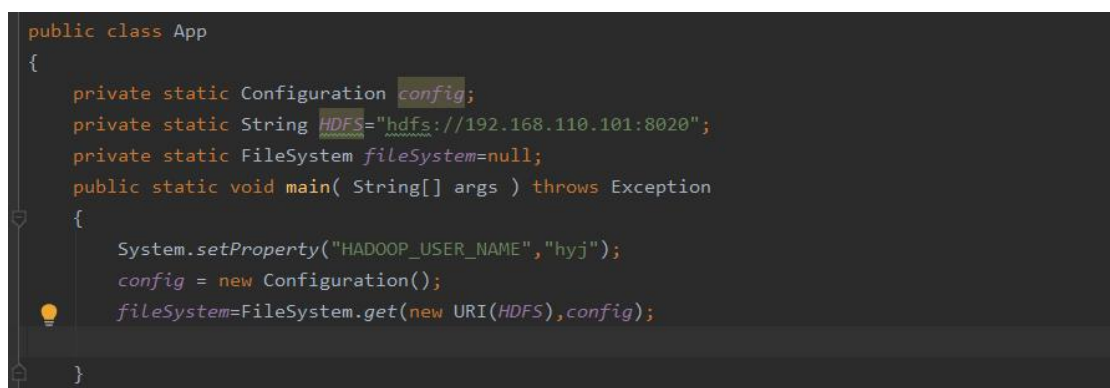 public class App
{
    private static Configuration config;
    private static String HDFS="hdfs://192.168.110.101:8020";
    private static FileSystem fileSystem=null;
    public static void main( String[] args ) throws Exception
    {
        System.setProperty("HADOOP_USER_NAME","hyj");
        config = new Configuration();
        fileSystem=FileSystem.get(new URI(HDFS),config);
    }